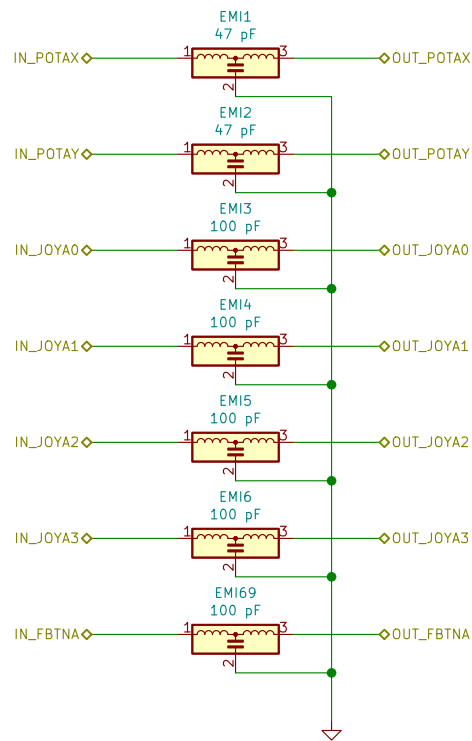 EMI1
47 pF
IN_POTAX 1 3 OUT_POTAX
2
EMI2
47 pF
IN_POTAY 1 3 OUT_POTAY
2
EMI3
100 pF
IN_JOYA0 1 3 OUT_JOYA0
2
EMI4
100 pF
IN_JOYA1 1 3 OUT_JOYA1
2
EMI5
100 pF
IN_JOYA2 1 3 OUT_JOYA2
2
EMI6
100 pF
IN_JOYA3 1 3 OUT_JOYA3
2
EMI69
100 pF
IN_FBTNA 1 3 OUT_FBTNA
2